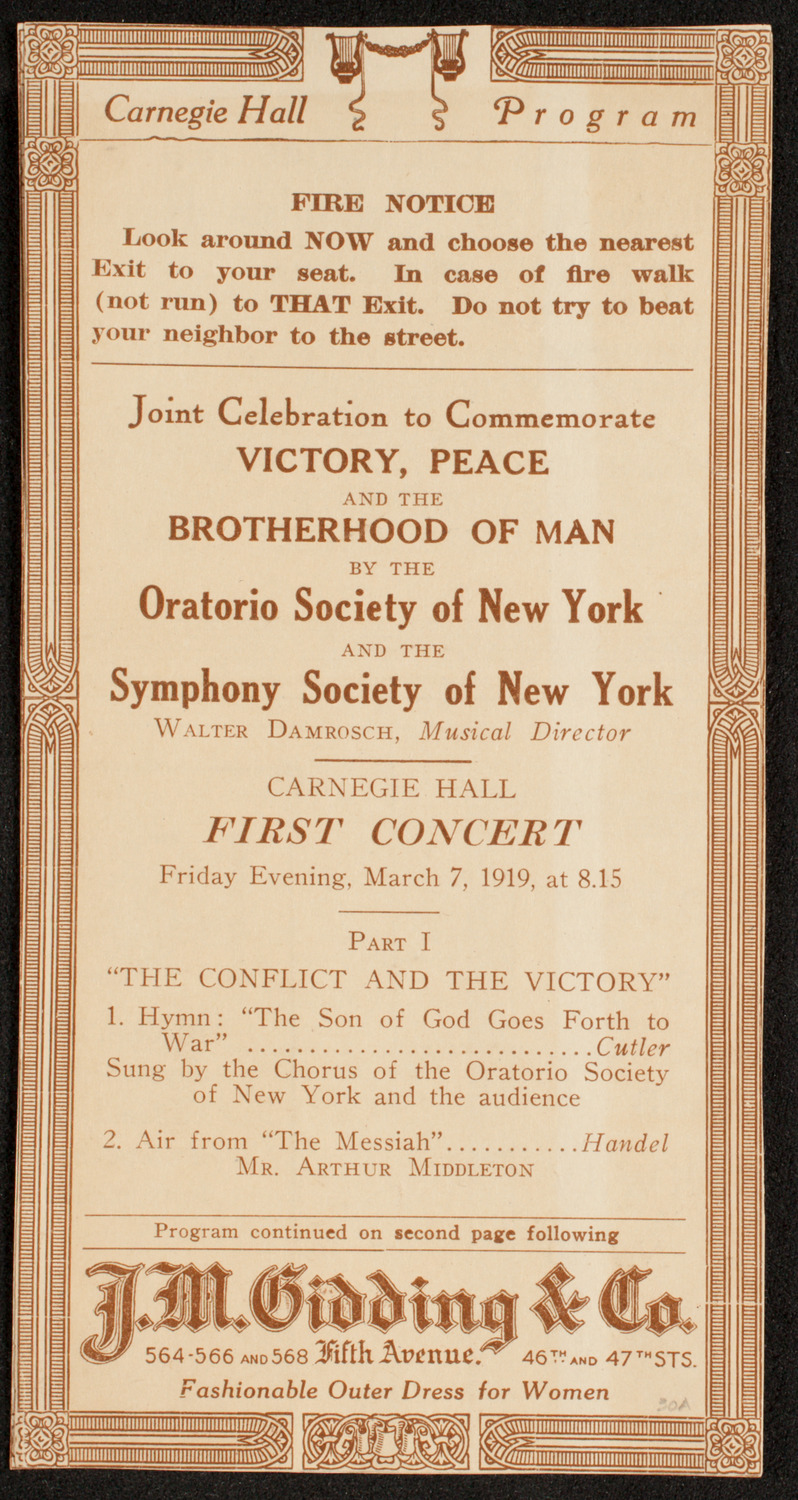 Carnegie Hall Program
FIRE NOTICE
Look around NOW and choose the nearest
Exit to your seat. In case of fire walk
(not run) to THAT Exit. Do not try to beat
your neighbor to the street.
Joint Celebration to Commemorate
VICTORY, PEACE
AND THE
BROTHERHOOD OF MAN
BY THE
Oratorio Society of New York
AND THE
Symphony Society of New York
WALTER DAMROSCH, Musical Director
CARNEGIE HALL
FIRST CONCERT
Friday Evening, March 7, 1919, at 8.15
PART I
“THE CONFLICT AND THE VICTORY”
1. Hymn: “The Son of God Goes Forth to
War” ............................Cutler
Sung by the Chorus of the Oratorio Society
of New York and the audience
2. Air from “The Messiah”...........Handel
MR. ARTHUR MIDDLETON
Program continued on second page following
J.M. Gidding & Co.
564-566 AND 568 Fifth Avenue. 46TH AND 47TH STS.
Fashionable Outer Dress for Women
30A